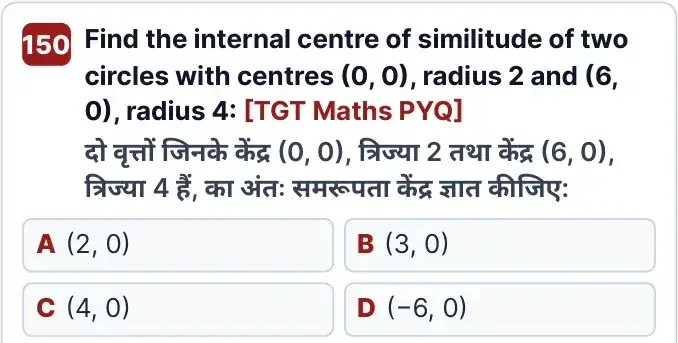 150 Find the internal centre of similitude of two
circles with centres (0, 0), radius 2 and (6,
0), radius 4: [TGT Maths PYQ]
दो वृत्तों जिनके केंद्र (0, 0), त्रिज्या 2 तथा केंद्र (6, 0),
त्रिज्या 4 हैं, का अंतः समरूपता केंद्र ज्ञात कीजिए:
A (2, 0)
B (3, 0)
C (4, 0)
D (−6, 0)